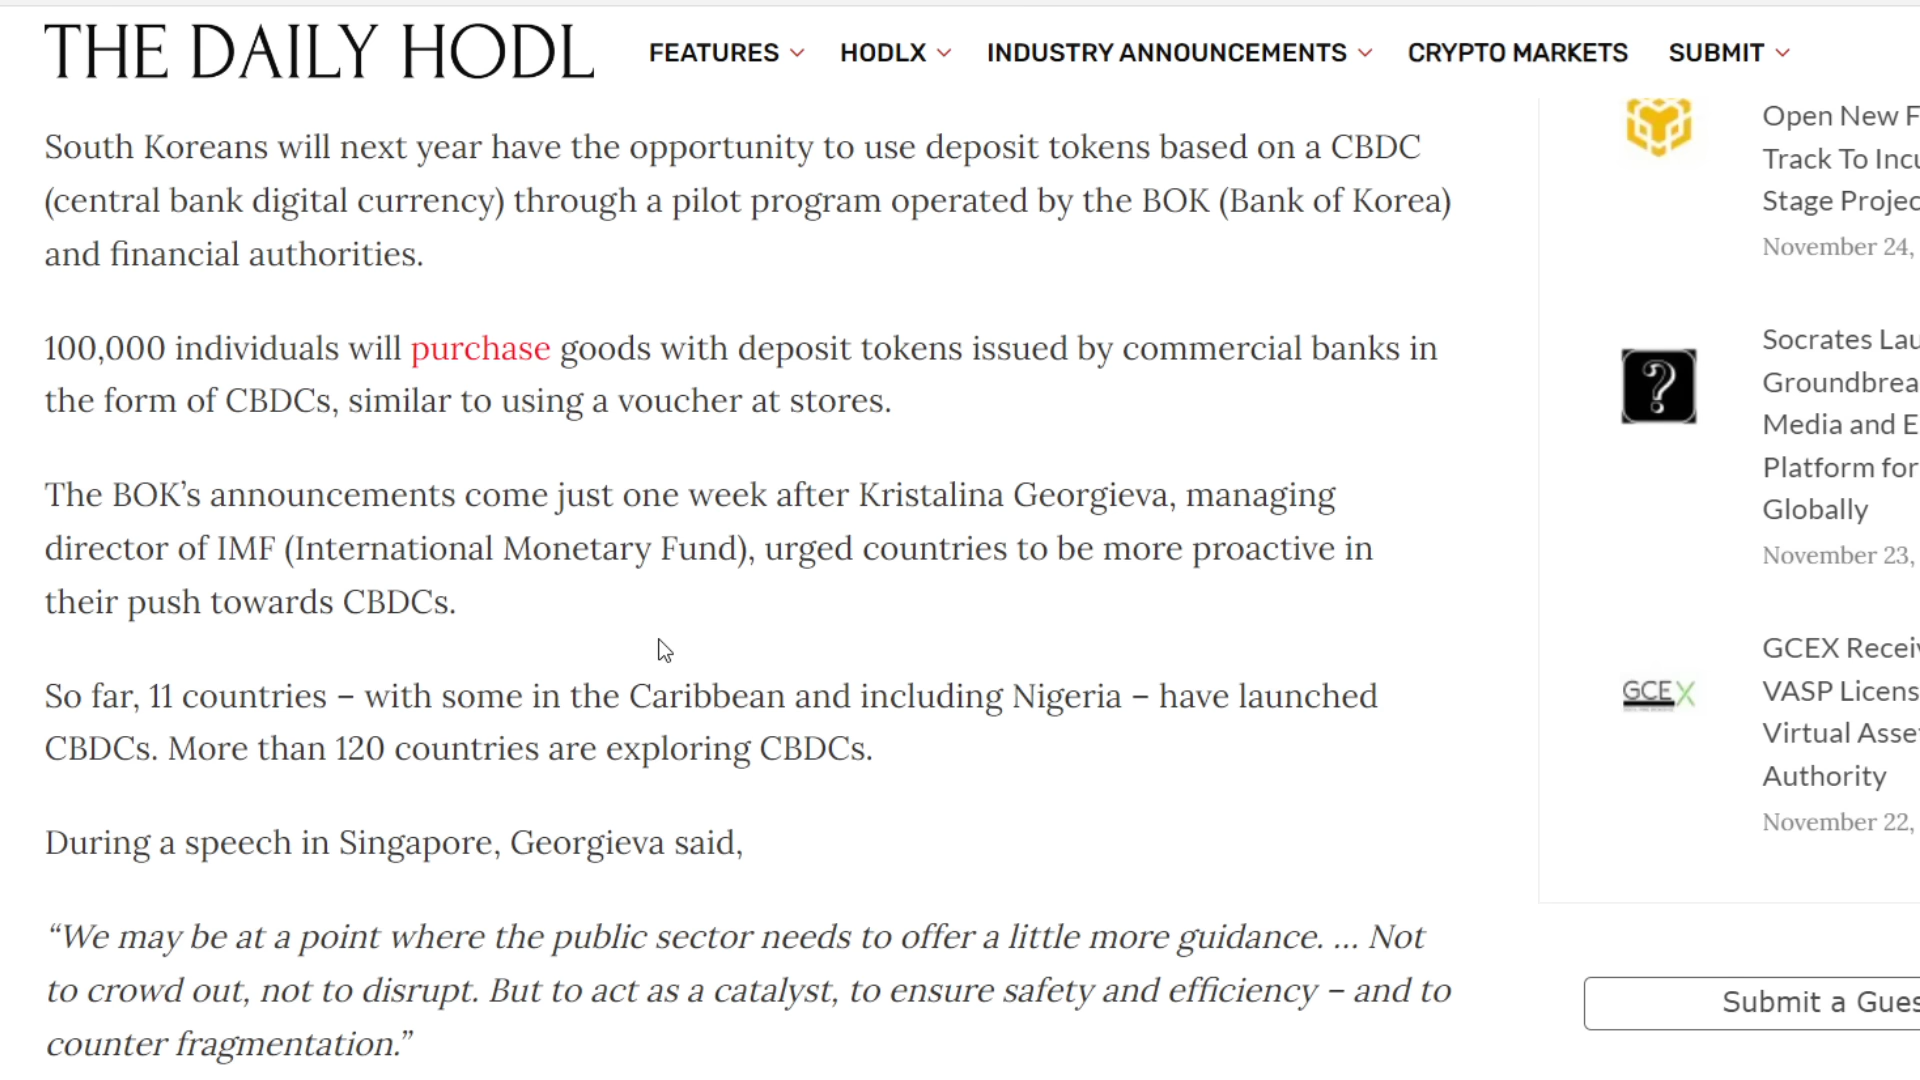 THE DAILY HODL
FEATURES
HODLX
INDUSTRY ANNOUNCEMENTS
CRYPTO MARKETS
SUBMIT
South Koreans will next year have the opportunity to use deposit tokens based on a CBDC
(central bank digital currency) through a pilot program operated by the BOK (Bank of Korea)
and financial authorities.
100,000 individuals will purchase goods with deposit tokens issued by commercial banks in
the form of CBDCs, similar to using a voucher at stores.
The BOK’s announcements come just one week after Kristalina Georgieva, managing
director of IMF (International Monetary Fund), urged countries to be more proactive in
their push towards CBDCs.
So far, 11 countries – with some in the Caribbean and including Nigeria – have launched
CBDCs. More than 120 countries are exploring CBDCs.
During a speech in Singapore, Georgieva said,
“We may be at a point where the public sector needs to offer a little more guidance. … Not
to crowd out, not to disrupt. But to act as a catalyst, to ensure safety and efficiency – and to
counter fragmentation.”
Open New F
Track To Incu
Stage Projec
November 24,
?
Socrates Lau
Groundbrea
Media and E
Platform for
Globally
November 23,
GCEX
GCEX Receiv
VASP Licens
Virtual Asse
Authority
November 22,
Submit a Gues